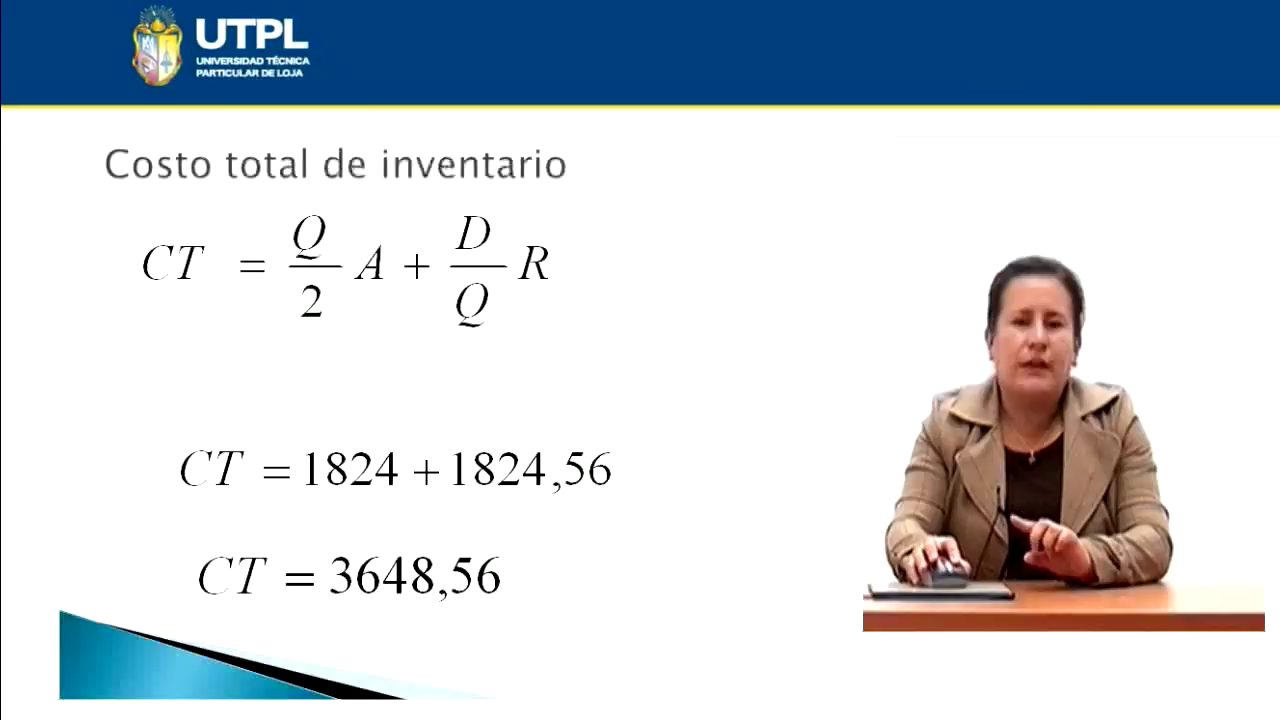 UTPL
UNIVERSIDAD TÉCNICA
PARTICULAR DE LOJA
Costo total de inventario
CT = Q/2 A + D/Q R
CT = 1824 + 1824,56
CT = 3648,56